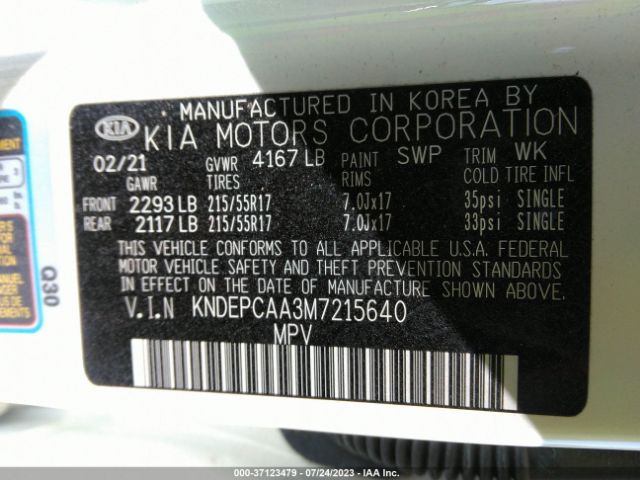 MANUFACTURED IN KOREA BY
KIA KIA MOTORS CORPORATION
02/21 GVWR 4167 LB PAINT SWP TRIM WK
GAWR TIRES RIMS COLD TIRE INFL
FRONT 2293 LB 215/55R17 7.0Jx17 35psi SINGLE
REAR 2117 LB 215/55R17 7.0Jx17 33psi SINGLE
THIS VEHICLE CONFORMS TO ALL APPLICABLE U.S.A. FEDERAL
MOTOR VEHICLE SAFETY AND THEFT PREVENTION
STANDARDS IN EFFECT ON THE DATE OF MANUFACTURE SHOWN ABOVE.
V.I.N KNDEPCAA3M7215640
MPV
Q30
000-37123479 - 07/24/2023 - IAA Inc.